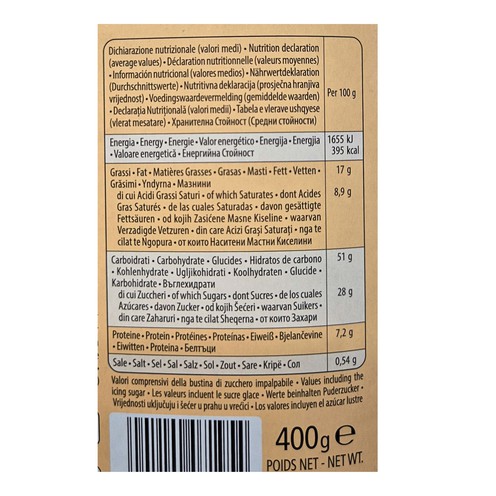 Dichiarazione nutrizionale (valori medi) • Nutrition declaration
(average values) • Déclaration nutritionnelle (valeurs moyennes)
• Información nutricional (valores medios) • Nährwertdeklaration
(Durchschnittswerte) • Nutritivna deklaracija (prosječna hranjiva
vrijednost) • Voedingswaardevermelding (gemiddelde waarden)
• Declarația Nutrițională (valori medii) • Tabela e vlerave ushqyese
(vlerat mesatare) • Хранителна Стойност (Средни стойности)
Per 100 g
Energia • Energy • Energie • Valor energético • Energija • Energjia
• Valoare energetică • Енергийна Стойност
1655 kJ
395 kcal
Grassi • Fat • Matières Grasses • Grasas • Masti • Fett • Vetten •
Grăsimi • Yndyrna • Мазнини
17 g
di cui Acidi Grassi Saturi • of which Saturates • dont Acides
Gras Saturés • de las cuales Saturadas • davon gesättigte
Fettsäuren • od kojih Zasićene Masne Kiseline • waarvan
Verzadigde Vetzuren • din care Acizi Grași Saturați • nga te
cilat te Ngopura • от които Наситени Мастни Киселини
8,9 g
Carboidrati • Carbohydrate • Glucides • Hidratos de carbono
• Kohlenhydrate • Ugljikohidrati • Koolhydraten • Glucide •
Karbohidrate • Въглехидрати
51 g
di cui Zuccheri • of which Sugars • dont Sucres • de los cuales
Azúcares • davon Zucker • od kojih Šećeri • waarvan Suikers •
din care Zaharuri • nga te cilat Sheqerna • от които Захари
28 g
Proteine • Protein • Protéines • Proteínas • Eiweiß • Bjelančevine
• Eiwitten • Proteina • Белтъци
7,2 g
Sale • Salt • Sel • Sal • Salz • Sol • Zout • Sare • Kripë • Сол
0,54 g
Valori comprensivi della bustina di zucchero impalpabile • Values including the
icing sugar • Les valeurs incluent le sucre glace • Werte beinhalten Puderzucker •
Vrijednosti uključuju i šećer u prahu u vrećici • Los valores incluyen el azúcar lustre
400g e
POIDS NET - NET WT.